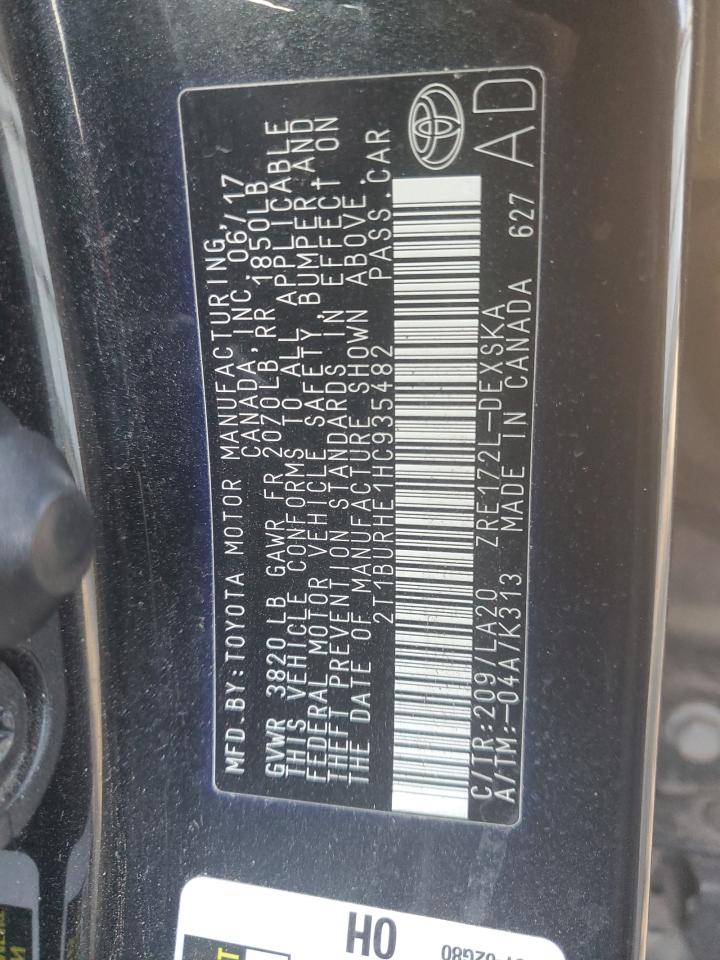 MFD.BY:TOYOTA MOTOR MANUFACTURING
CANADA, INC.06/17
GVWR 3820 LB GAWR FR 2070LB, RR 1850LB
THIS VEHICLE CONFORMS TO ALL APPLICABLE
FEDERAL MOTOR VEHICLE SAFETY, BUMPER AND
THEFT PREVENTION STANDARDS IN EFFECT ON
THE DATE OF MANUFACTURE SHOWN ABOVE.
2T1BURHE1HC935482 PASS.CAR
C/TR:209/LA20 ZRE172L-DEXSKA
A/TM:-04A/K313 MADE IN CANADA 627
AD
HO